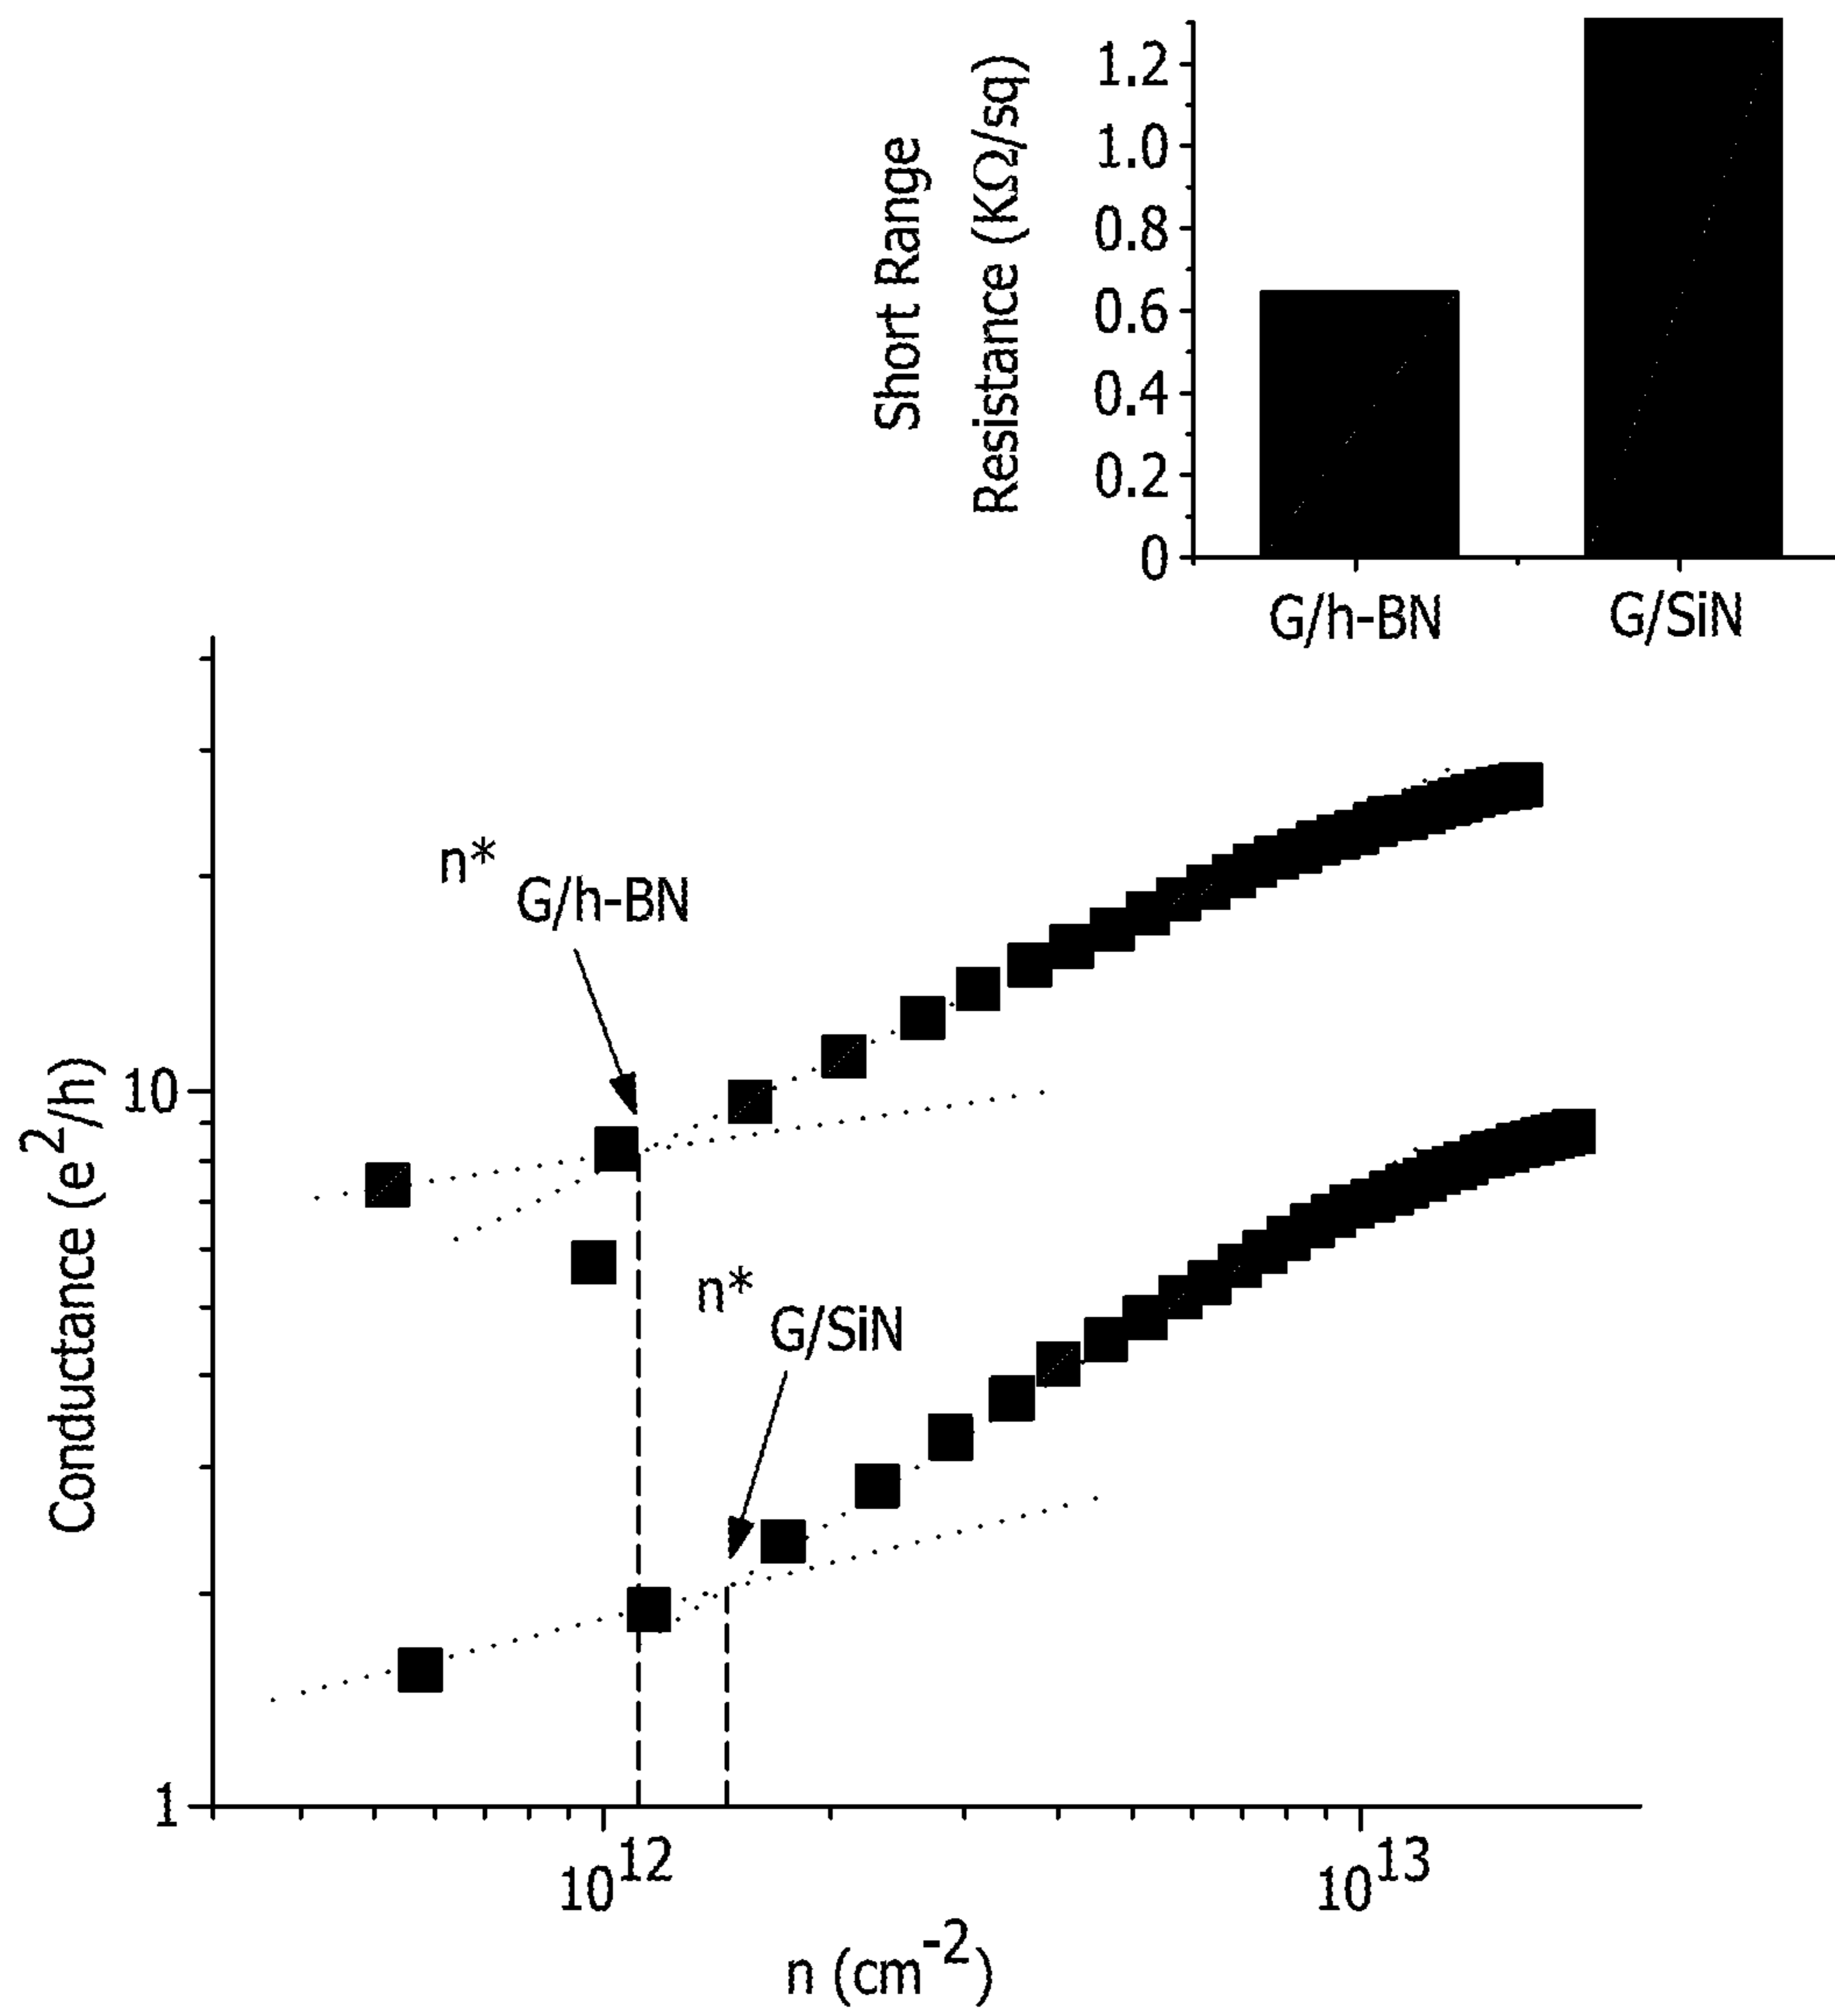 Short Range
Resistance (KΩ/sq)
1.2
1.0
0.8
0.6
0.4
0.2
0
G/h-BN
G/SiN
n*
G/h-BN
n*
G/SiN
Conductance (e²/h)
10
1
10¹²
10¹³
n (cm⁻²)